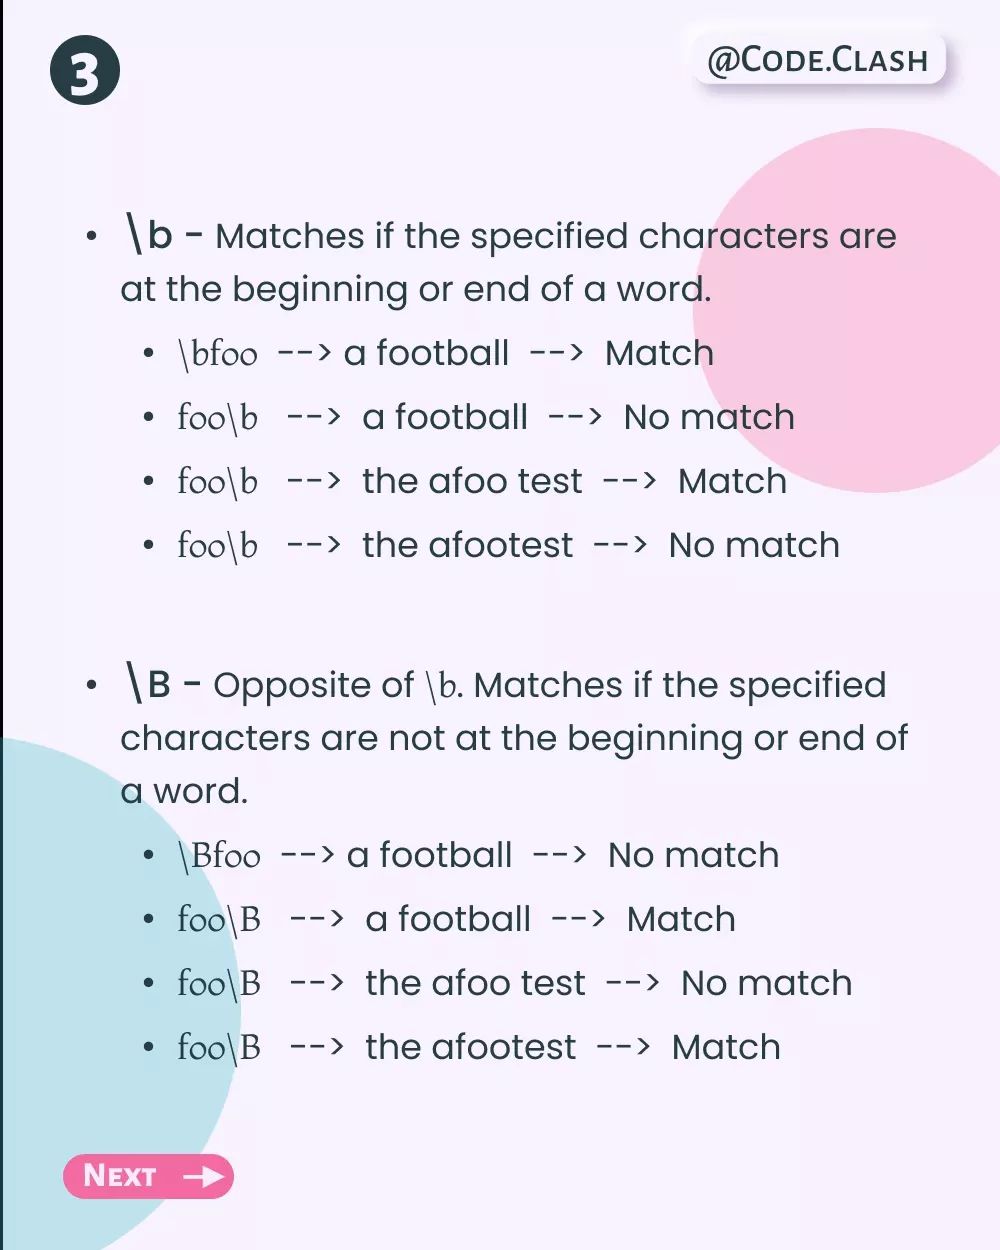 3
@Code.Clash
• \b - Matches if the specified characters are
at the beginning or end of a word.
• \bfoo --> a football --> Match
• foo\b --> a football --> No match
• foo\b --> the afoo test --> Match
• foo\b --> the afootest --> No match
• \B - Opposite of \b. Matches if the specified
characters are not at the beginning or end of
a word.
• \Bfoo --> a football --> No match
• foo\B --> a football --> Match
• foo\B --> the afoo test --> No match
• foo\B --> the afootest --> Match
Next →